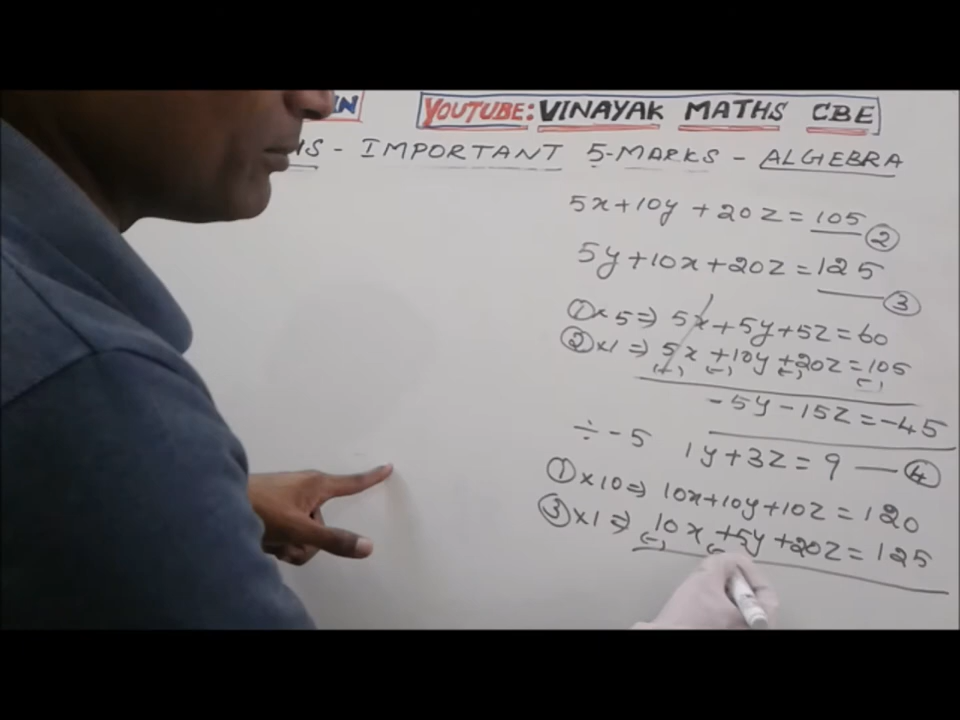 IN YOUTUBE: VINAYAK MATHS CBE
HS - IMPORTANT 5-MARKS - ALGEBRA
5x+10y+20z=105 ②
5y+10x+20z=125 ③
①×5⇒ 5x+5y+5z=60
②×1⇒ 5x+10y+20z=105
(-) (-) (-) (-)
-5y-15z=-45
÷-5 1y+3z=9 — ④
①×10⇒ 10x+10y+10z=120
③×1⇒ 10x+5y+20z=125
(-) (-